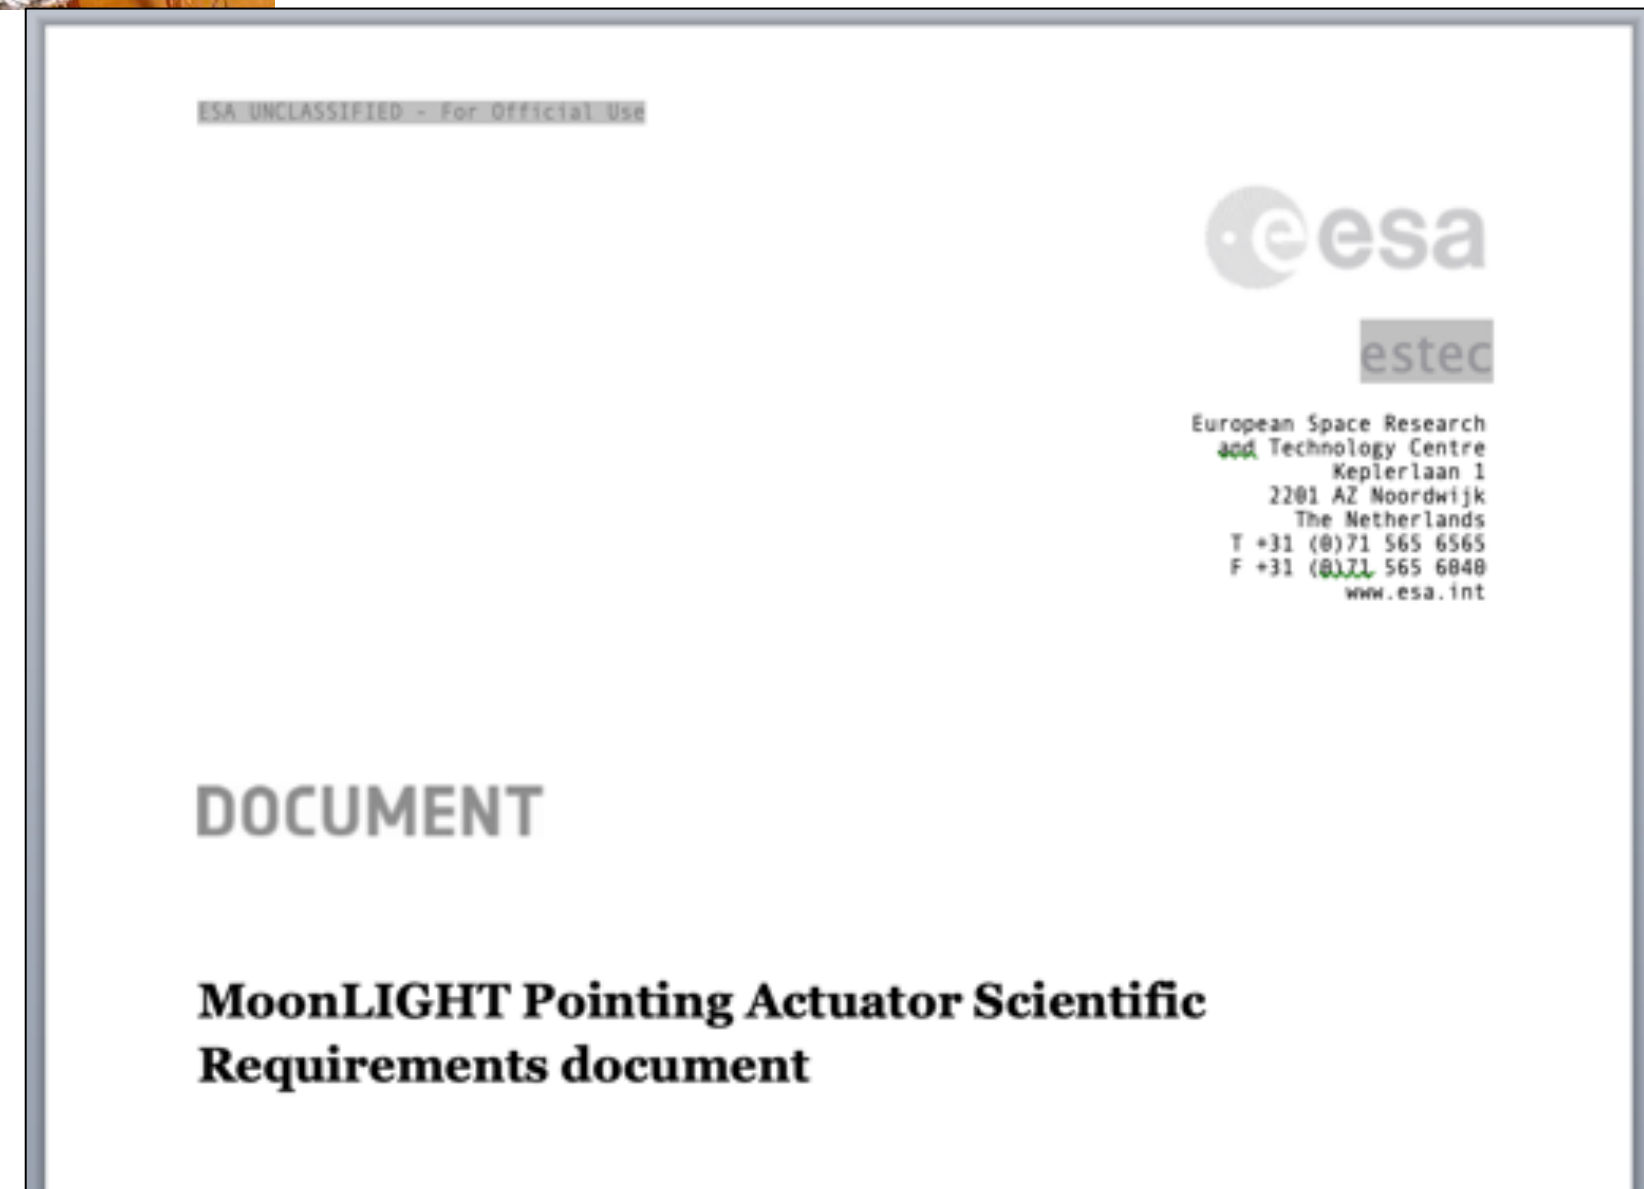 ESA UNCLASSIFIED - For Official Use
esa
estec
European Space Research
and Technology Centre
Keplerlaan 1
2201 AZ Noordwijk
The Netherlands
T +31 (0)71 565 6565
F +31 (0)71 565 6040
www.esa.int
DOCUMENT
MoonLIGHT Pointing Actuator Scientific
Requirements document